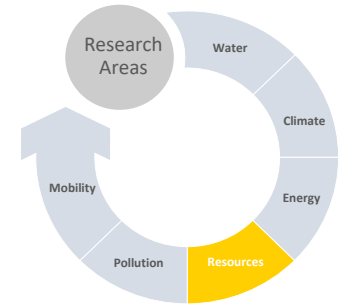 Research
Areas
Water
Climate
Energy
Resources
Pollution
Mobility